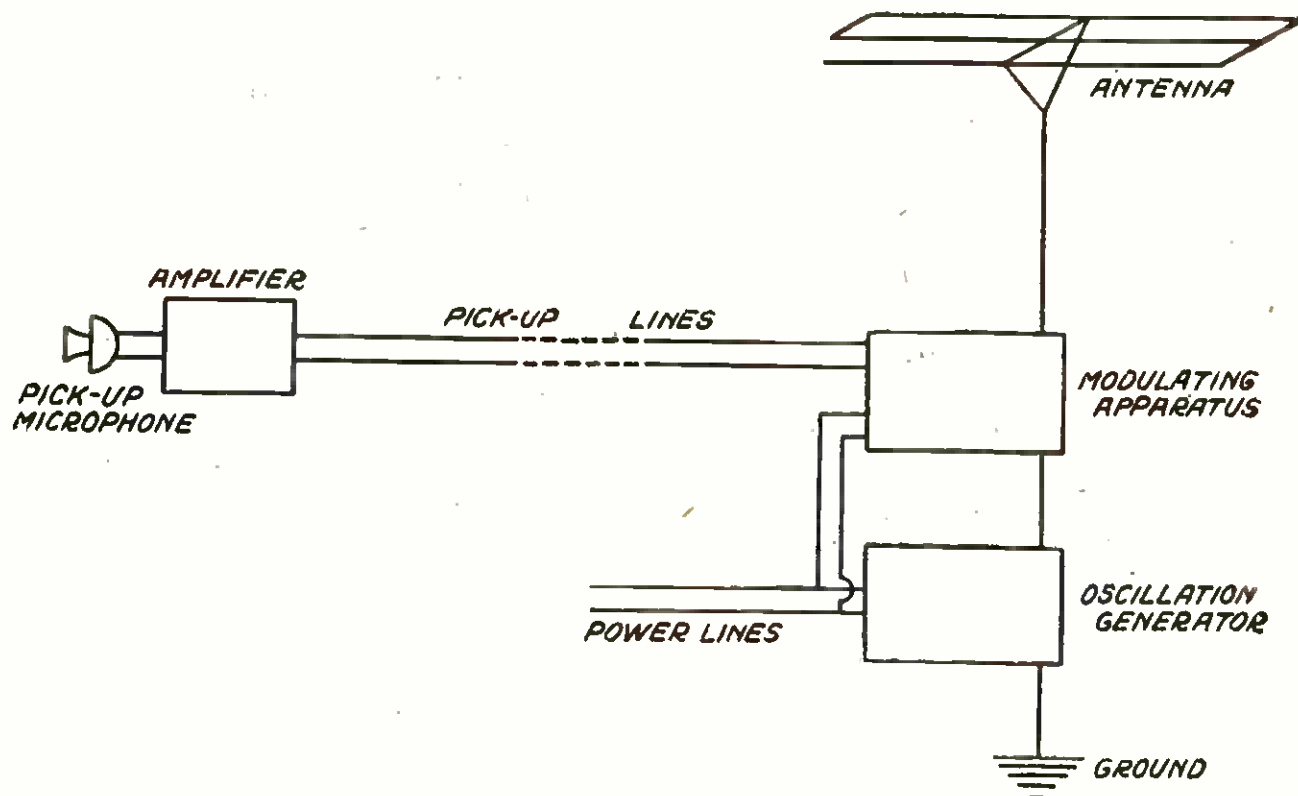 ANTENNA
AMPLIFIER
PICK-UP LINES
PICK-UP
MICROPHONE
MODULATING
APPARATUS
OSCILLATION
GENERATOR
POWER LINES
GROUND